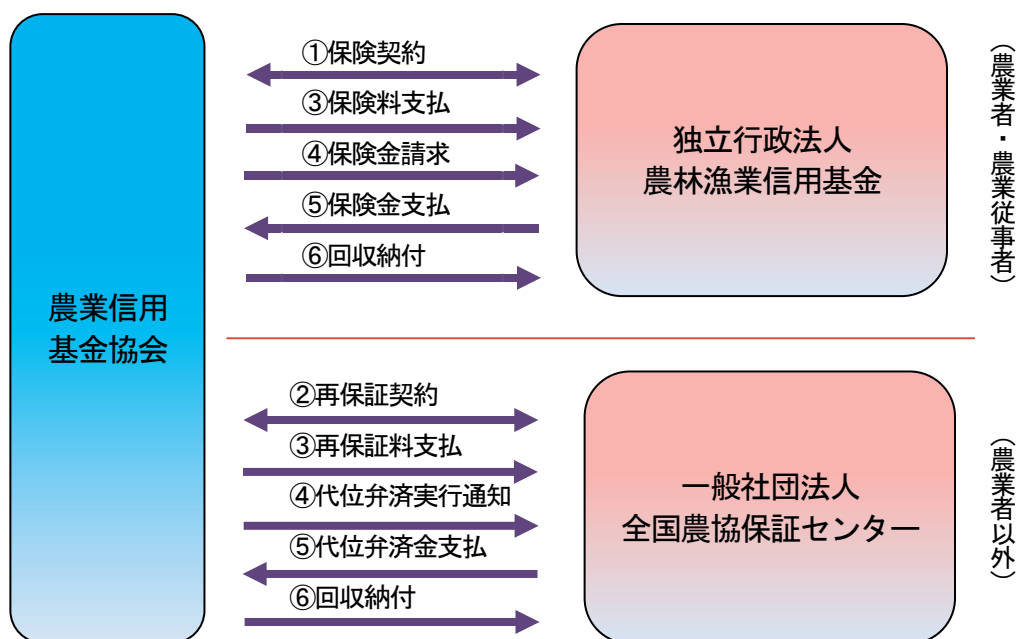 農業信用
基金協会
①保険契約
③保険料支払
④保険金請求
⑤保険金支払
⑥回収納付
独立行政法人
農林漁業信用基金
（農業者・農業従事者）
②再保証契約
③再保証料支払
④代位弁済実行通知
⑤代位弁済金支払
⑥回収納付
一般社団法人
全国農協保証センター
（農業者以外）